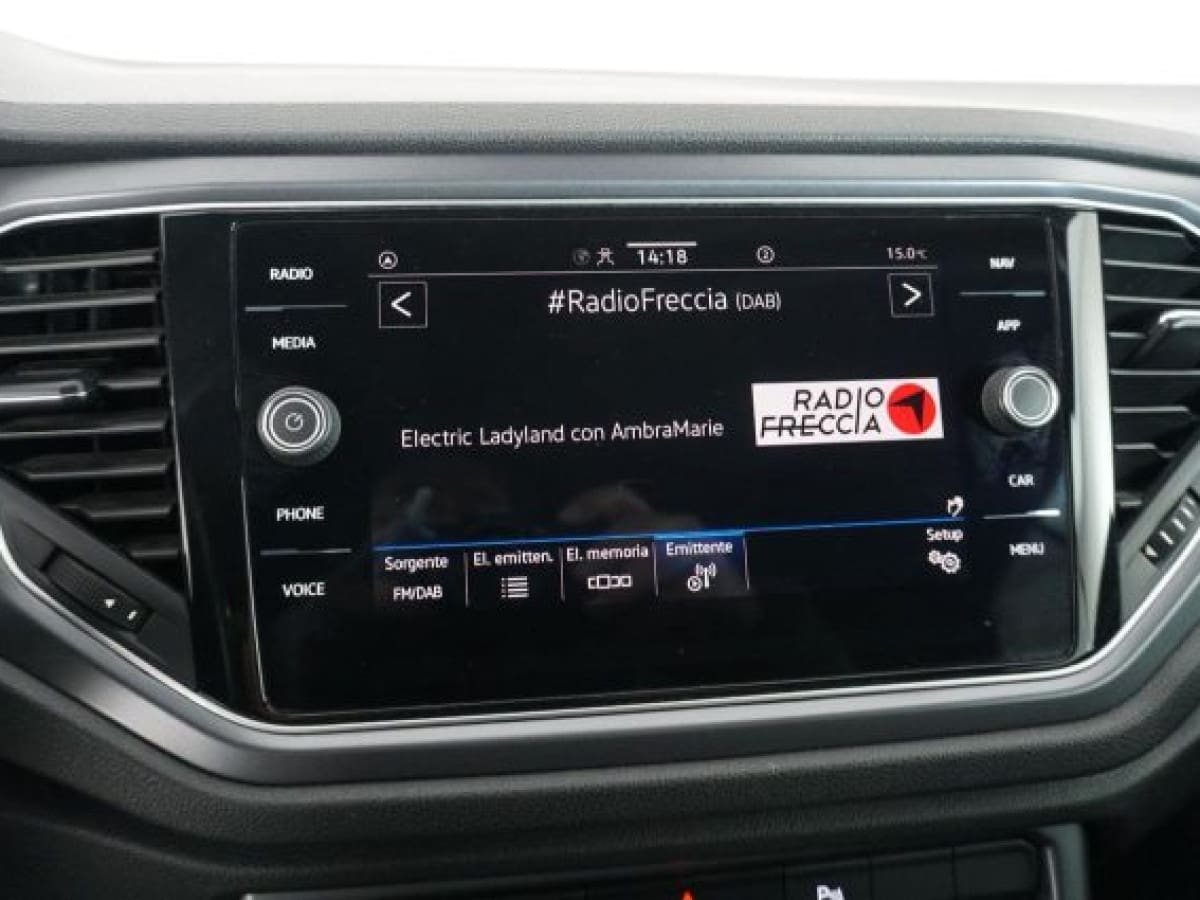 RADIO
MEDIA
PHONE
VOICE
14:18
2
15.0°C
<
#RadioFreccia (DAB)
>
Electric Ladyland con AmbraMarie
RADIO
FRECCIA
Sorgente
FM/DAB
El. emitten.
El. memoria
Emittente
Setup
NAV
APP
CAR
MENU